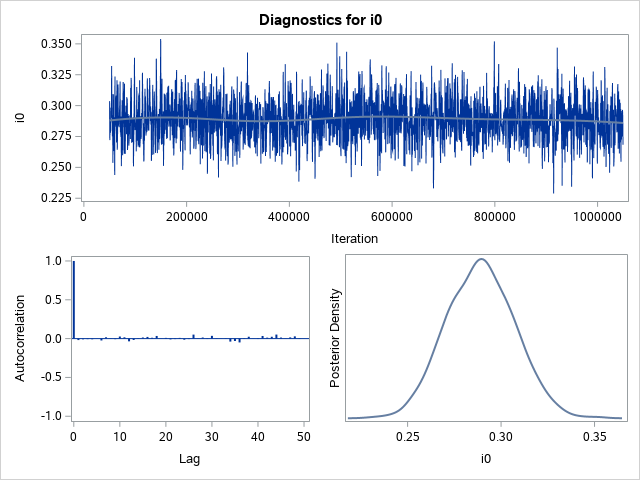 Diagnostics for i0
0.350
0.325
0.300
0.275
0.250
0.225
i0
0 200000 400000 600000 800000 1000000
Iteration
1.0
0.5
0.0
-0.5
-1.0
Autocorrelation
0 10 20 30 40 50
Lag
Posterior Density
0.25 0.30 0.35
i0